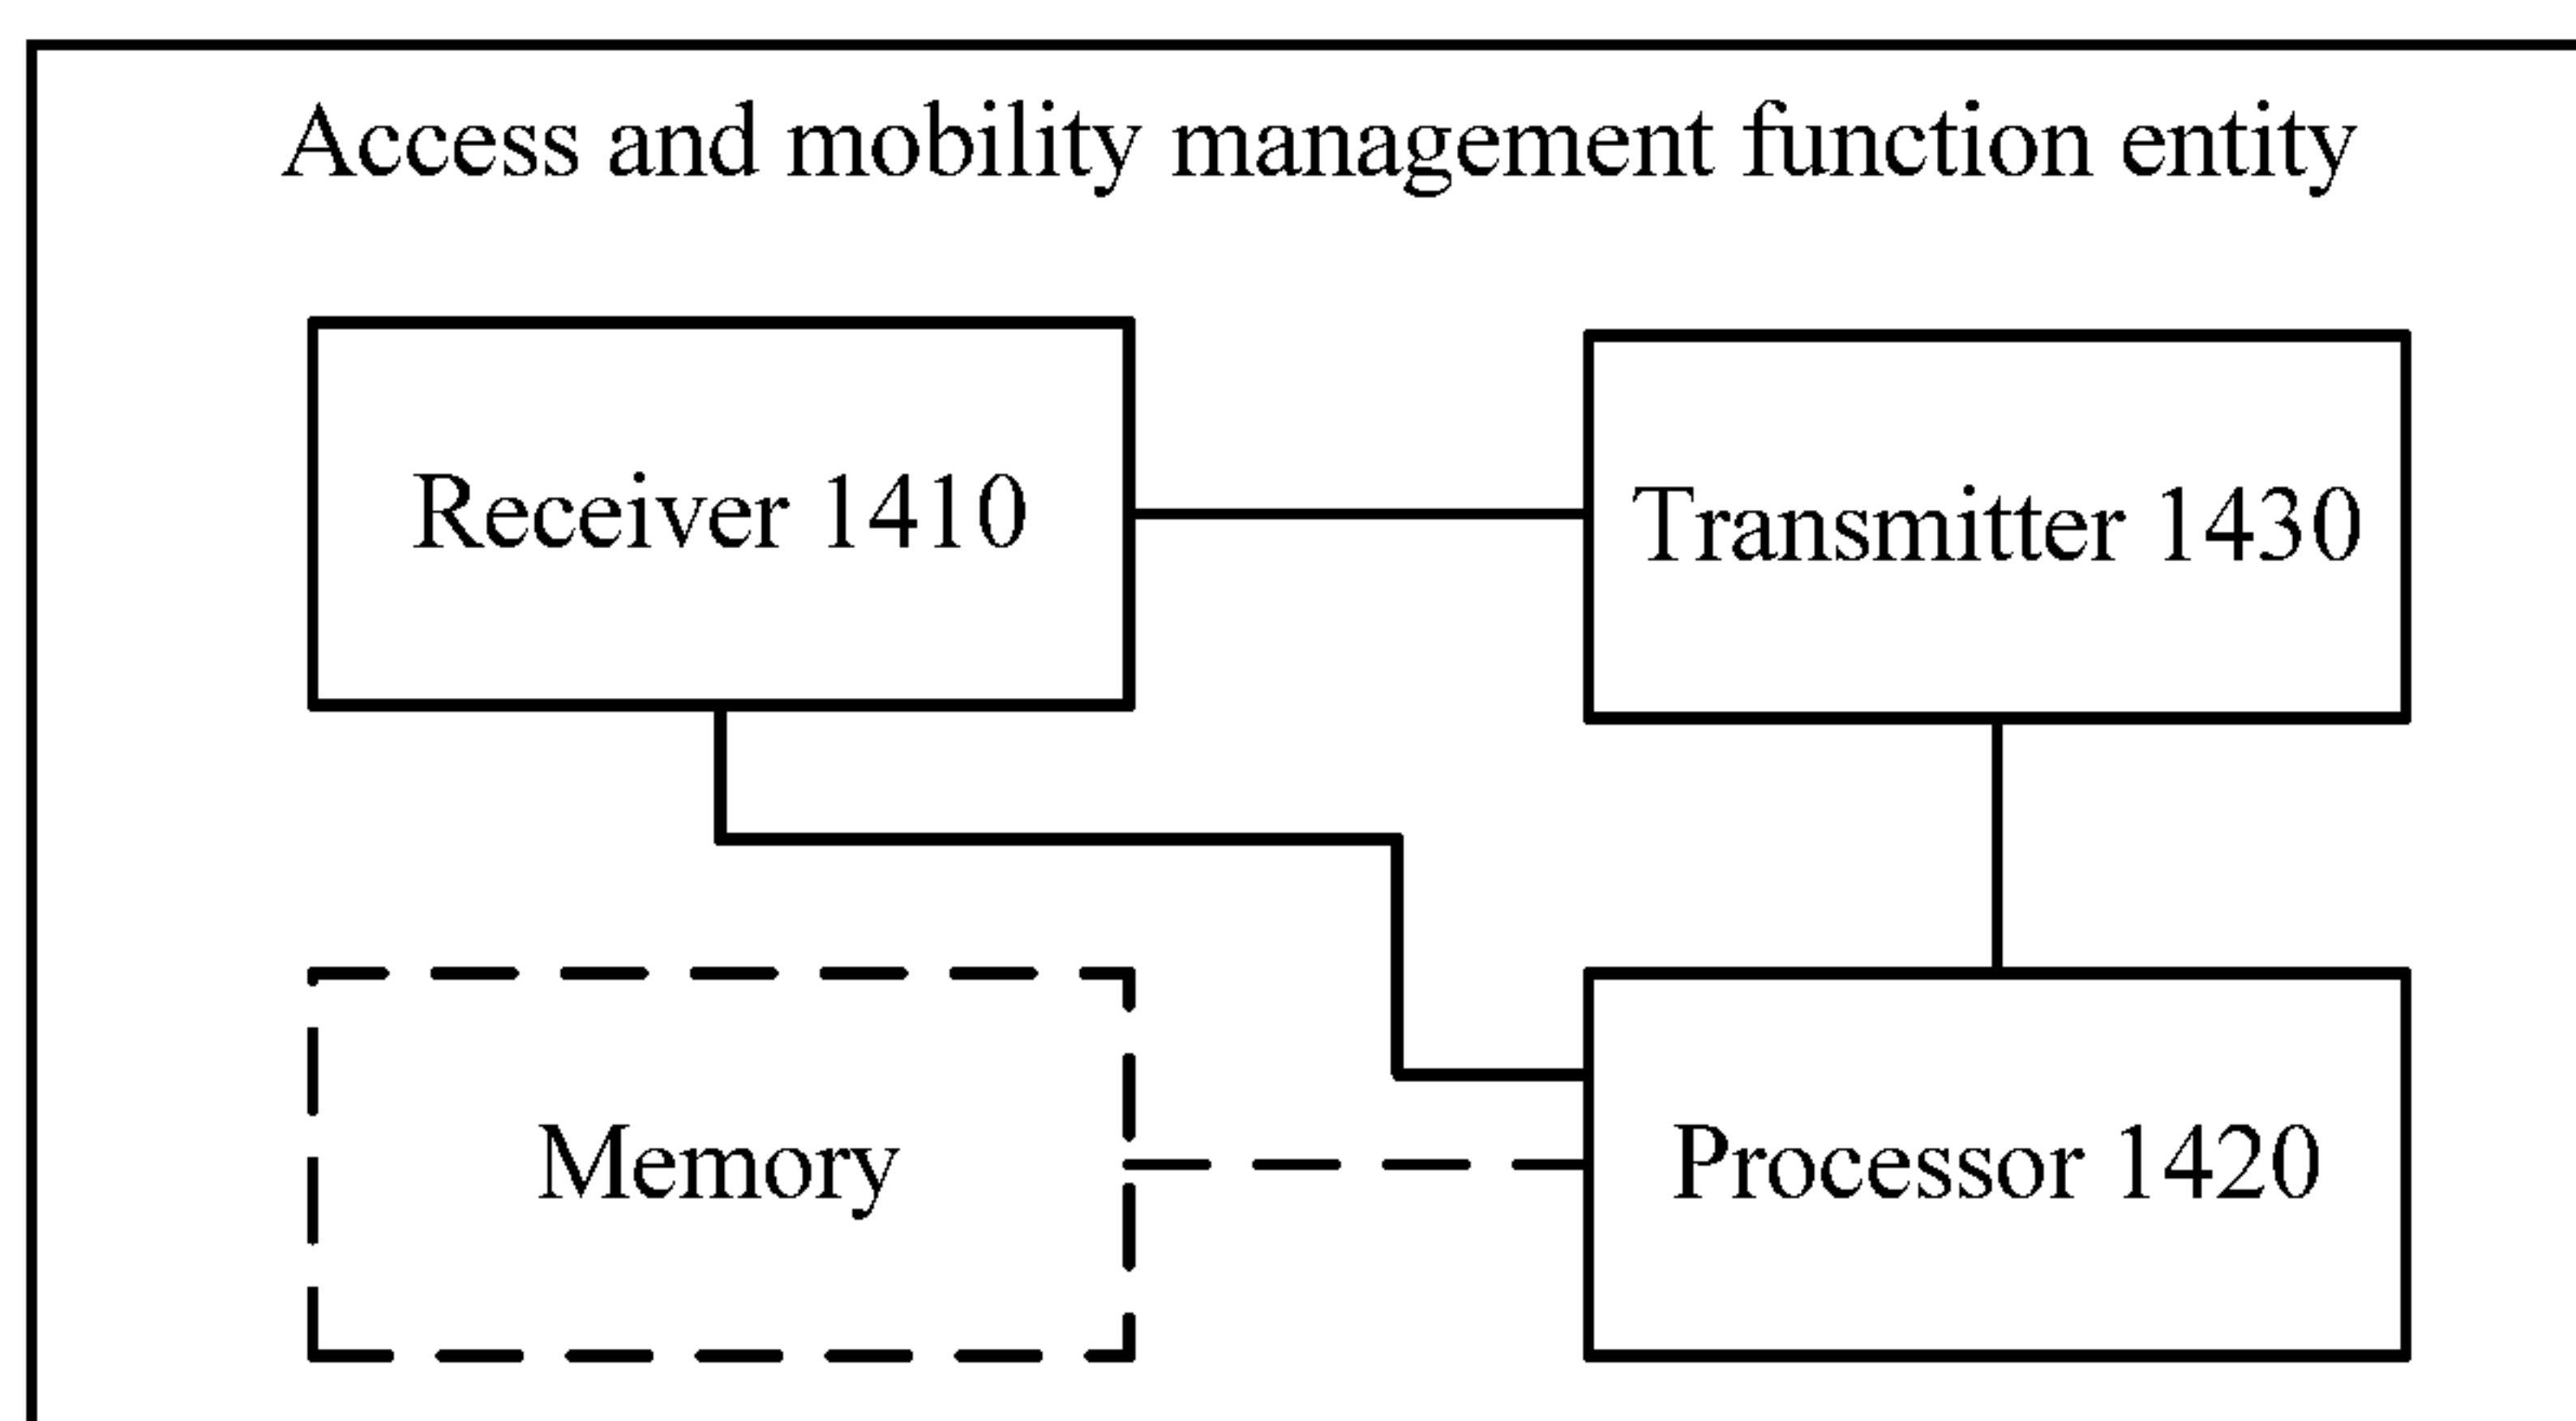 Access and mobility management function entity
Receiver 1410
Transmitter 1430
Memory
Processor 1420